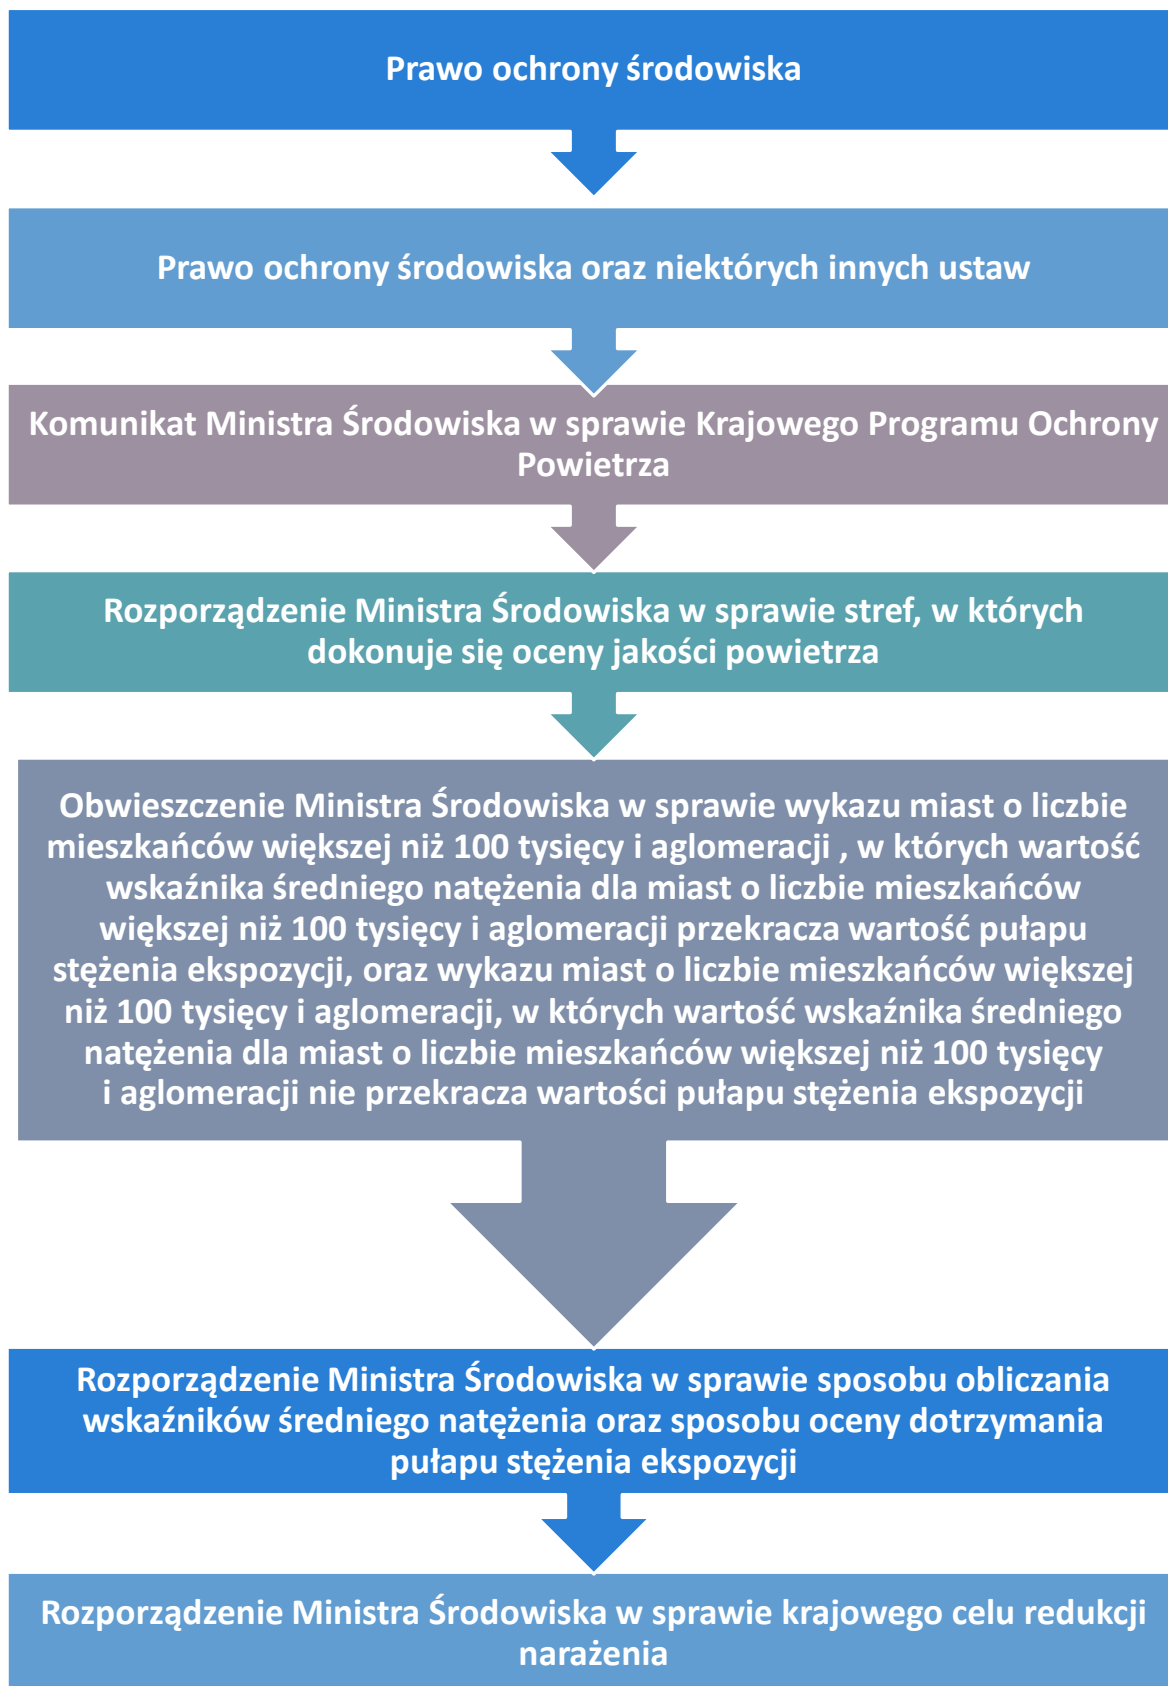 Prawo ochrony środowiska
Prawo ochrony środowiska oraz niektórych innych ustaw
Komunikat Ministra Środowiska w sprawie Krajowego Programu Ochrony
Powietrza
Rozporządzenie Ministra Środowiska w sprawie stref, w których
dokonuje się oceny jakości powietrza
Obwieszczenie Ministra Środowiska w sprawie wykazu miast o liczbie
mieszkańców większej niż 100 tysięcy i aglomeracji , w których wartość
wskaźnika średniego natężenia dla miast o liczbie mieszkańców
większej niż 100 tysięcy i aglomeracji przekracza wartość pułapu
stężenia ekspozycji, oraz wykazu miast o liczbie mieszkańców większej
niż 100 tysięcy i aglomeracji, w których wartość wskaźnika średniego
natężenia dla miast o liczbie mieszkańców większej niż 100 tysięcy
i aglomeracji nie przekracza wartości pułapu stężenia ekspozycji
Rozporządzenie Ministra Środowiska w sprawie sposobu obliczania
wskaźników średniego natężenia oraz sposobu oceny dotrzymania
pułapu stężenia ekspozycji
Rozporządzenie Ministra Środowiska w sprawie krajowego celu redukcji
narażenia